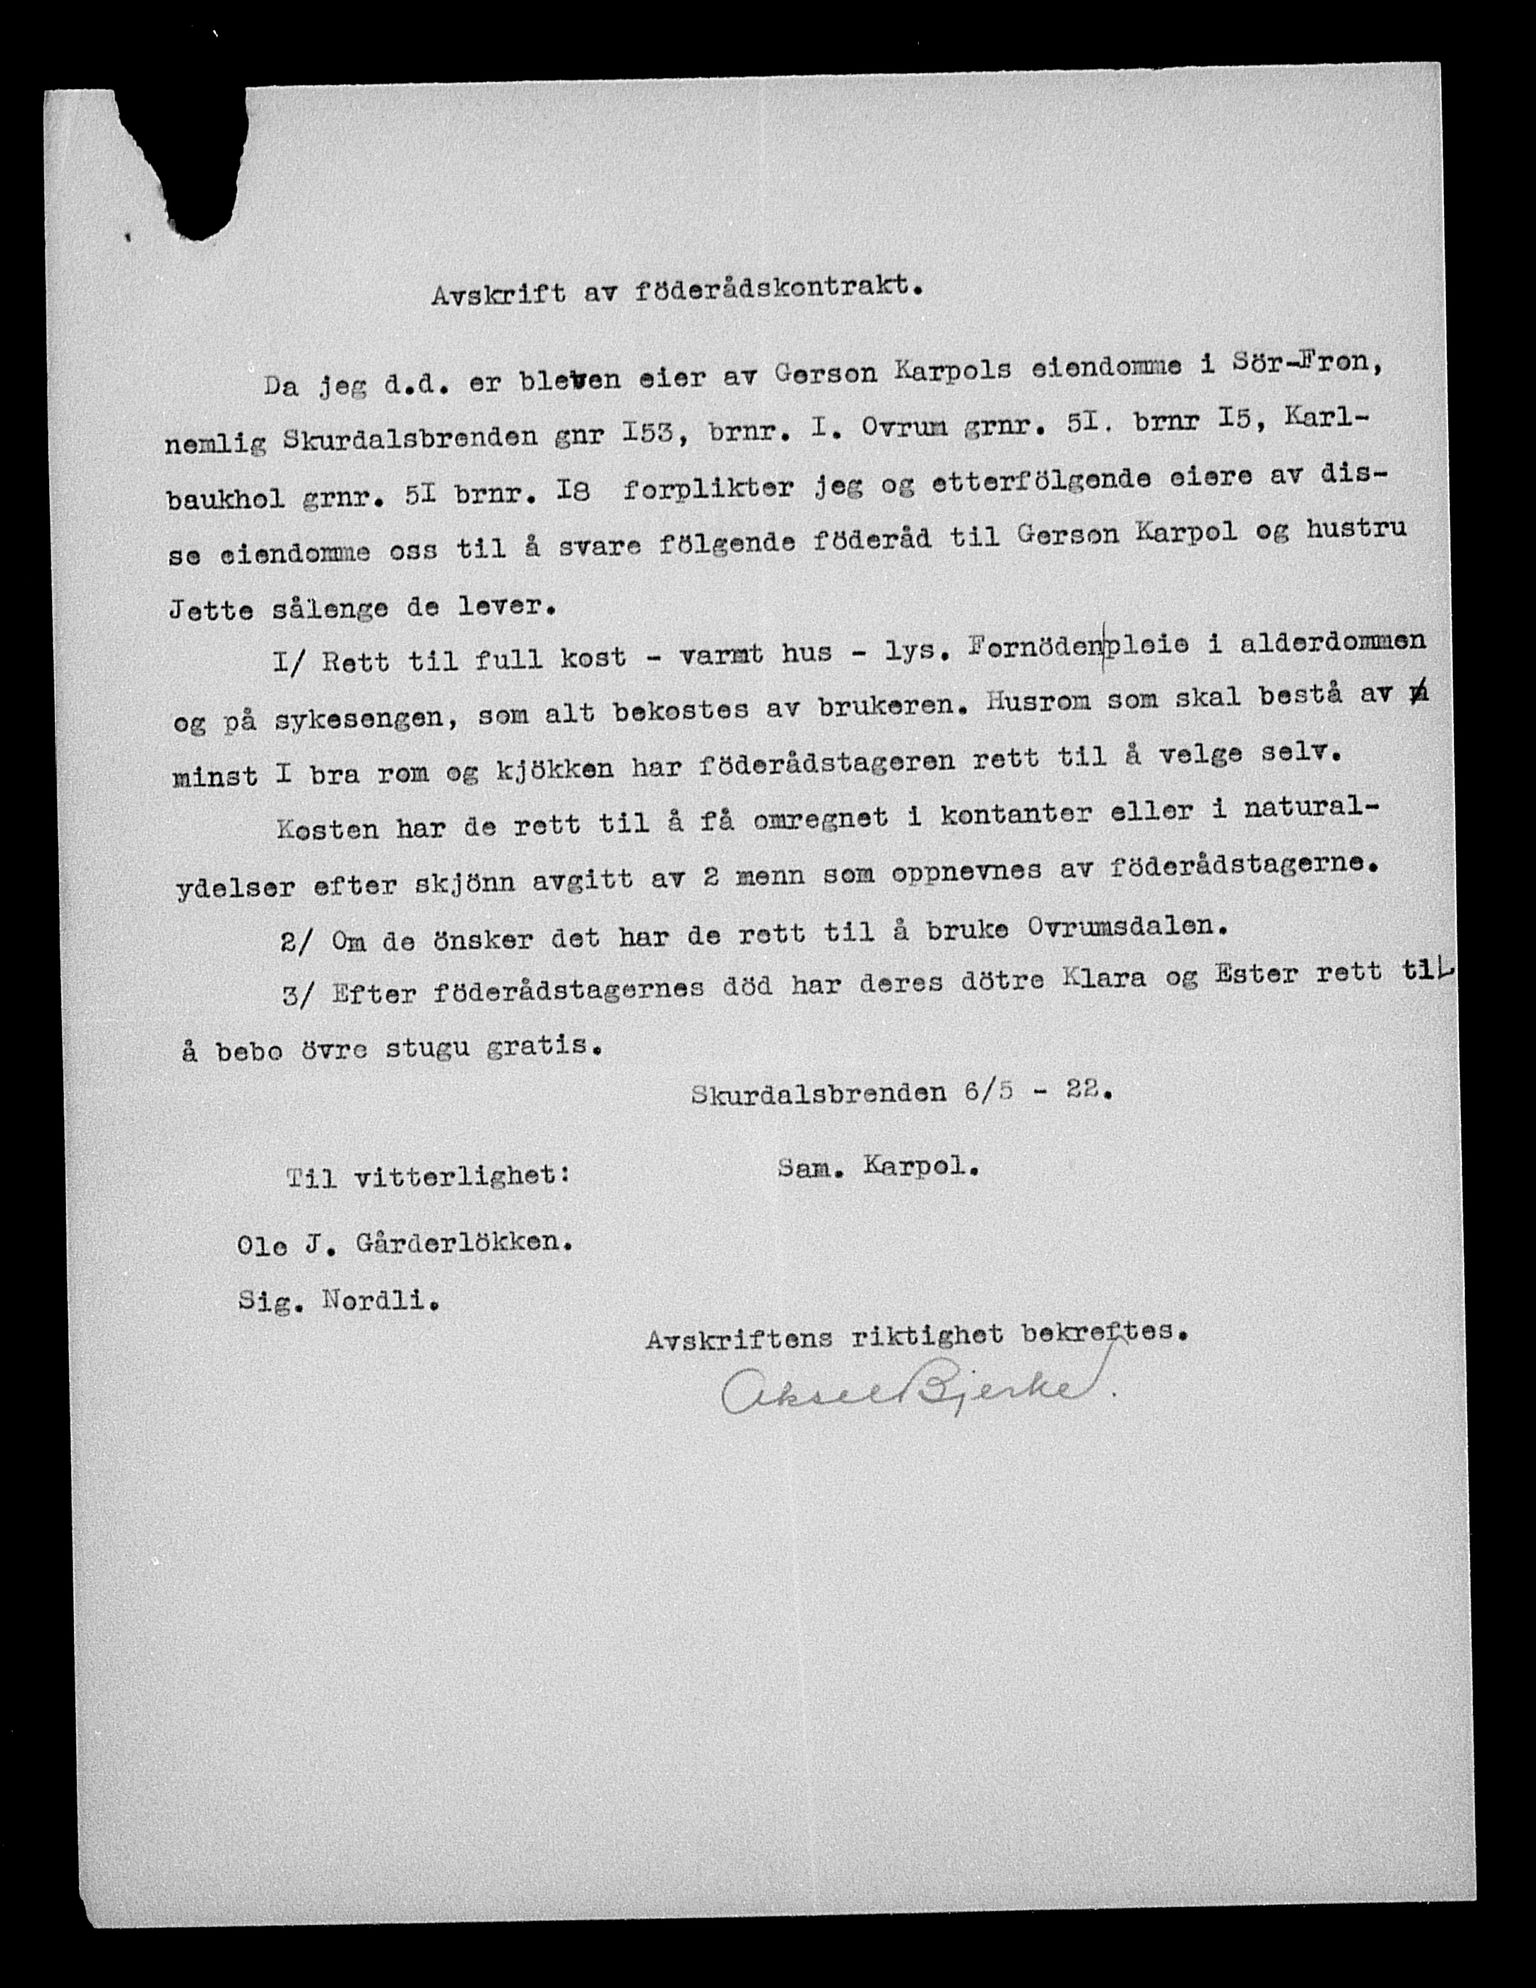 Avskrift av föderådskontrakt.
Da jeg d.d. er bleven eier av Gerson Karpols eiendomme i Sör-Fron,
nemlig Skurdalsbrenden gnr I53, brnr. I. Ovrum grnr. 5I. brnr I5, Karl-
baukhol grnr. 5I brnr. I8 forplikter jeg og etterfölgende eiere av dis-
se eiendomme oss til å svare fölgende föderåd til Gerson Karpol og hustru
Jette sålenge de lever.
I/ Rett til full kost - varmt hus - lys. Fornöden|pleie i alderdommen
og på sykesengen, som alt bekostes av brukeren. Husrom som skal bestå av
minst I bra rom og kjökken har föderådstageren rett til å velge selv.
Kosten har de rett til å få omregnet i kontanter eller i natural-
ydelser efter skjönn avgitt av 2 menn som oppnevnes av föderådstagerne.
2/ Om de önsker det har de rett til å bruke Ovrumsdalen.
3/ Efter föderådstagernes död har deres dötre Klara og Ester rett til
å bebo övre stugu gratis.
Skurdalsbrenden 6/5 - 22.
Til vitterlighet: Sam. Karpol.
Ole J. Gårderlökken.
Sig. Nordli.
Avskriftens riktighet bekreftes.
Aksel Bjerke.